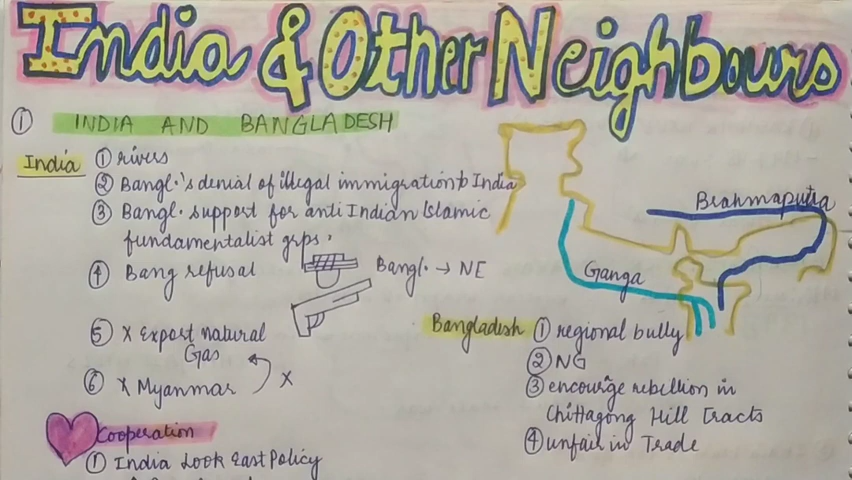 India & Other Neighbours
① INDIA AND BANGLADESH
India ① rivers
② Bangl.'s denial of illegal immigration to India
③ Bangl. support for anti Indian Islamic
fundamentalist grps.
④ Bang refusal Bangl. → NE
⑤ X Export natural
Gas
⑥ X Myanmar X
Brahmaputra
Ganga
Bangladesh ① regional bully
② NG
③ encourage rebellion in
Chittagong Hill Tracts
④ unfair in Trade
Cooperation
① India Look East Policy